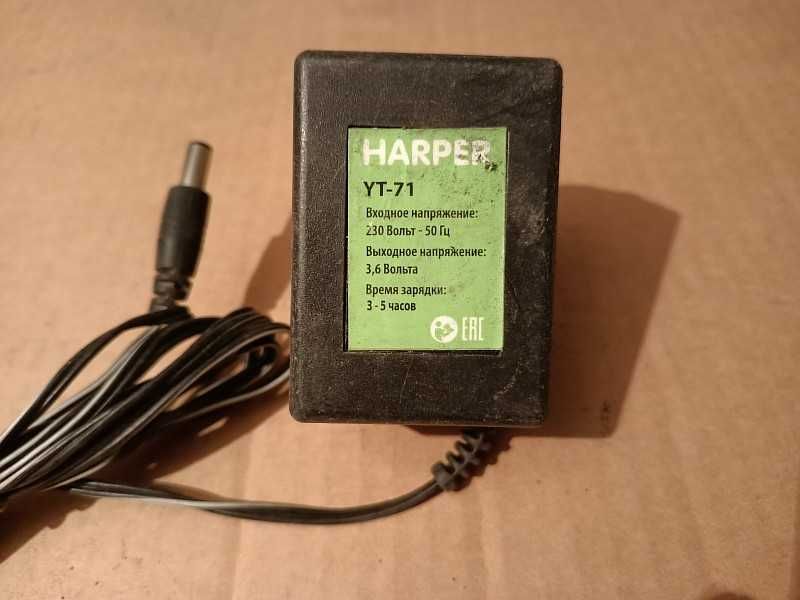 HARPER
YT-71
Входное напряжение:
230 Вольт - 50 Гц
Выходное напряжение:
3,6 Вольта
Время зарядки:
3 - 5 часов
EAC